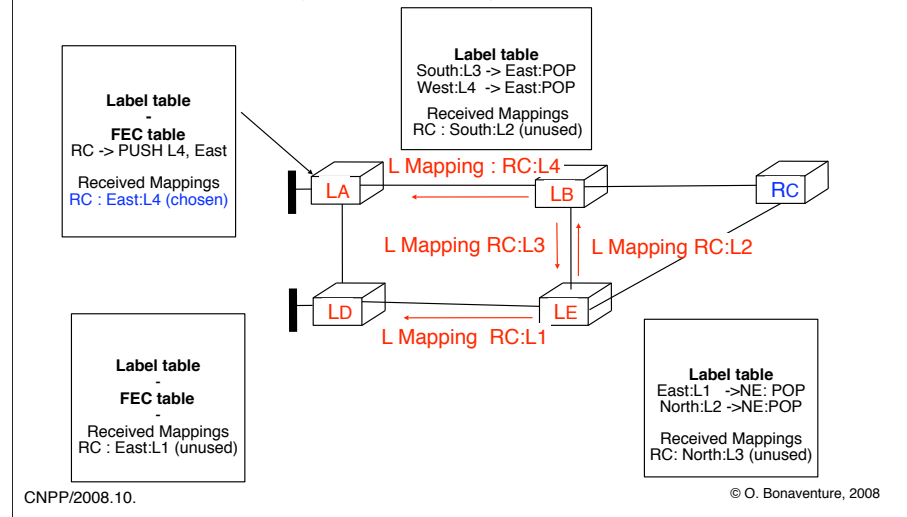 Label table
-
FEC table
RC -> PUSH L4, East
Received Mappings
RC : East:L4 (chosen)
Label table
South:L3 -> East:POP
West:L4 -> East:POP
Received Mappings
RC : South:L2 (unused)
L Mapping : RC:L4
LA
LB
RC
L Mapping RC:L3
L Mapping RC:L2
LD
LE
L Mapping RC:L1
Label table
-
FEC table
-
Received Mappings
RC : East:L1 (unused)
Label table
East:L1 ->NE: POP
North:L2 ->NE:POP
Received Mappings
RC: North:L3 (unused)
CNPP/2008.10.
© O. Bonaventure, 2008